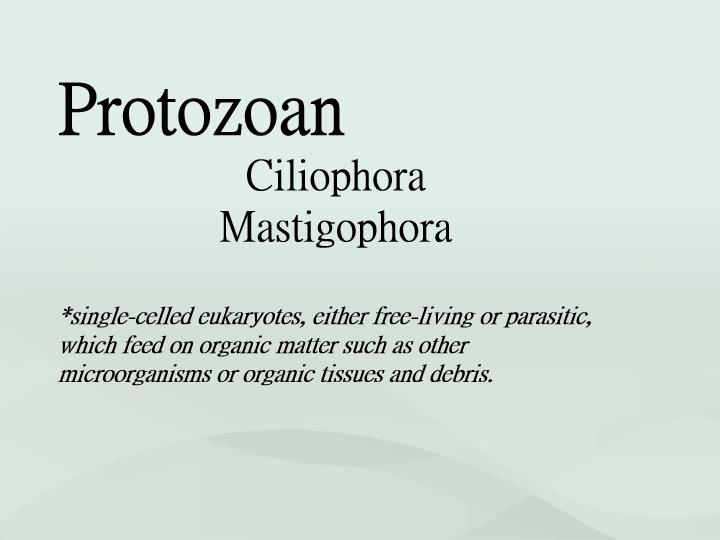 Protozoan
Ciliophora
Mastigophora
*single-celled eukaryotes, either free-living or parasitic,
which feed on organic matter such as other
microorganisms or organic tissues and debris.